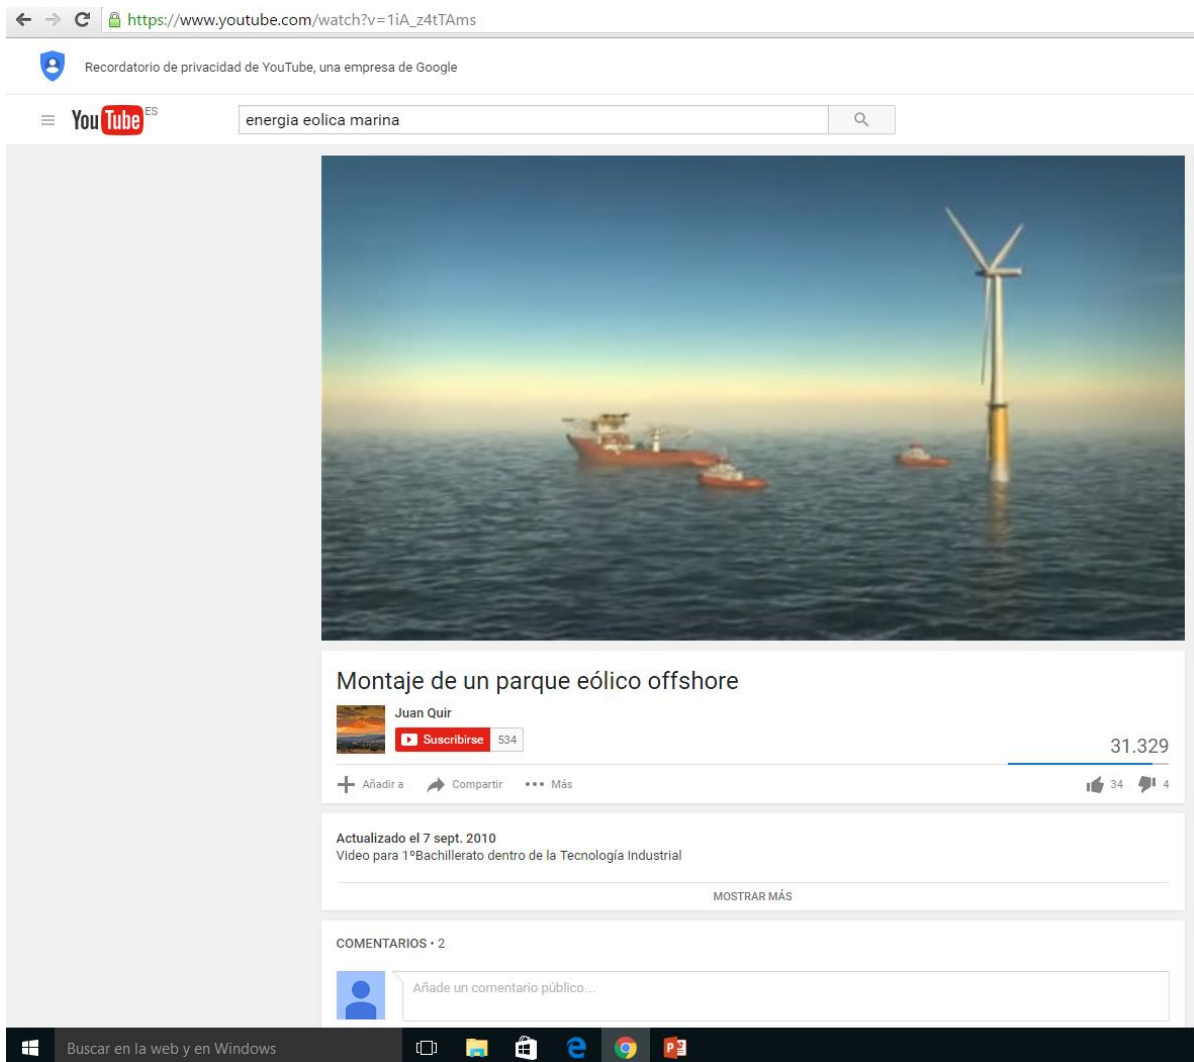 https://www.youtube.com/watch?v=1iA_z4tTAms
Recordatorio de privacidad de YouTube, una empresa de Google
YouTube ES
energia eolica marina
Montaje de un parque eólico offshore
Juan Quir
Suscribirse 534
31.329
Añadir a Compartir ••• Más 34 4
Actualizado el 7 sept. 2010
Video para 1ºBachillerato dentro de la Tecnología Industrial
MOSTRAR MÁS
COMENTARIOS • 2
Añade un comentario público...
Buscar en la web y en Windows